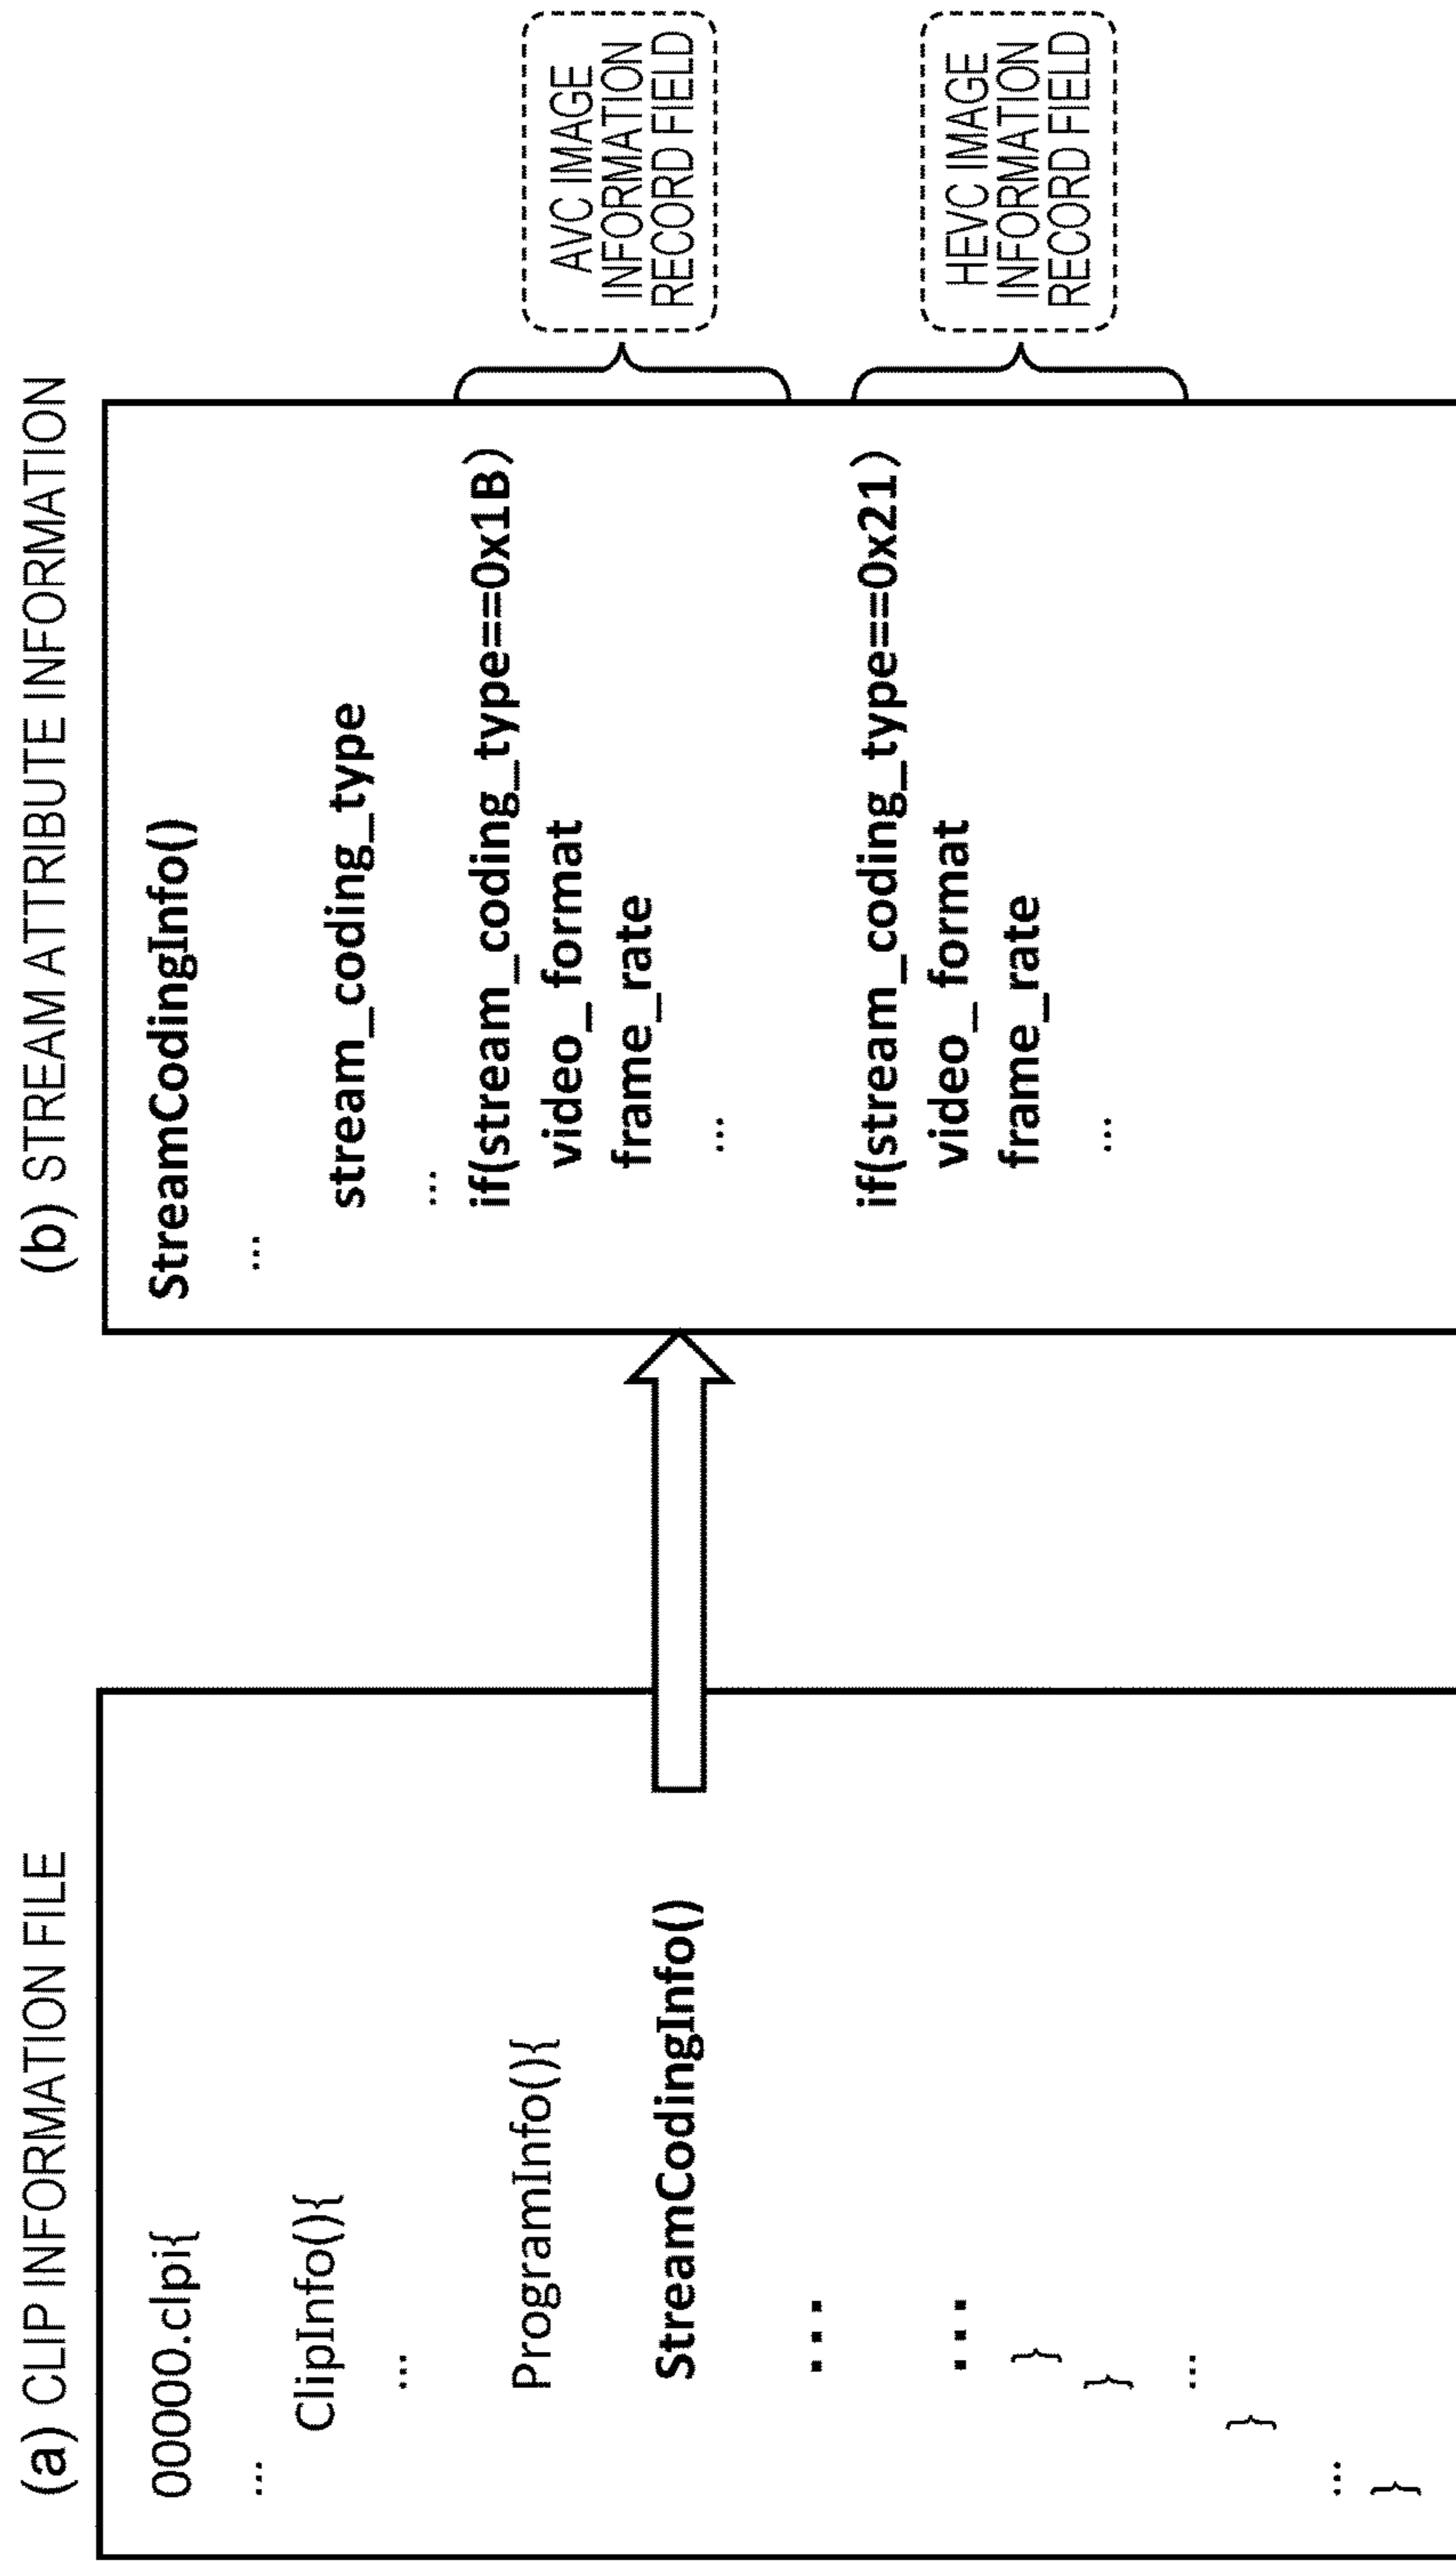 (a) CLIP INFORMATION FILE
00000.clpi{
...
ClipInfo(){
...
ProgramInfo(){
StreamCodingInfo()
...
...
}
}
...
}
...
}
(b) STREAM ATTRIBUTE INFORMATION
StreamCodingInfo()
...
stream_coding_type
...
if(stream_coding_type==0x1B)
video_format
frame_rate
...
if(stream_coding_type==0x21)
video_format
frame_rate
...
AVC IMAGE
INFORMATION
RECORD FIELD
HEVC IMAGE
INFORMATION
RECORD FIELD